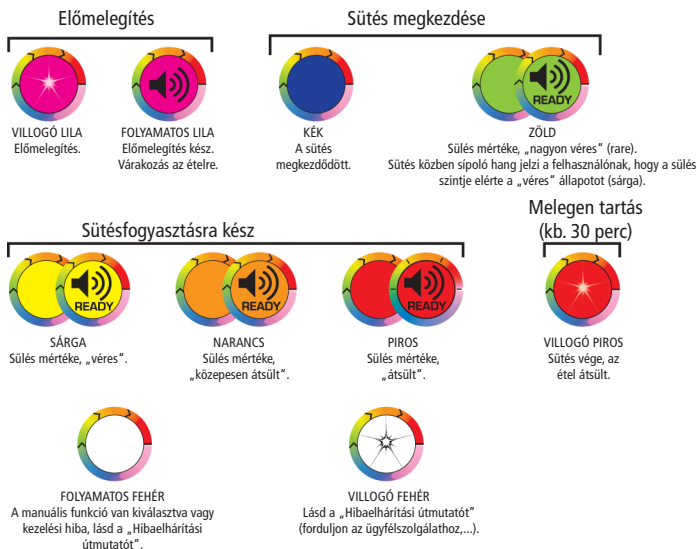 Előmelegítés
Sütés megkezdése
VILLOGÓ LILA
Előmelegítés.
FOLYAMATOS LILA
Előmelegítés kész.
Várakozás az ételre.
KÉK
A sütés
megkezdődött.
READY
ZÖLD
Sülés mértéke, „nagyon véres" (rare).
Sütés közben sípoló hang jelzi a felhasználónak, hogy a sülés
szintje elérte a „véres" állapotot (sárga).
Sütésfogyasztásra kész
Melegen tartás
(kb. 30 perc)
READY
SÁRGA
Sülés mértéke, „véres".
READY
NARANCS
Sülés mértéke,
„közepesen átsült".
READY
PIROS
Sülés mértéke,
„átsült".
VILLOGÓ PIROS
Sütés vége, az
étel átsült.
FOLYAMATOS FEHÉR
A manuális funkció van kiválasztva vagy
kezelési hiba, lásd a „Hibaelhárítási
útmutatót".
VILLOGÓ FEHÉR
Lásd a „Hibaelhárítási útmutatót"
(forduljon az ügyfélszolgálathoz,...).